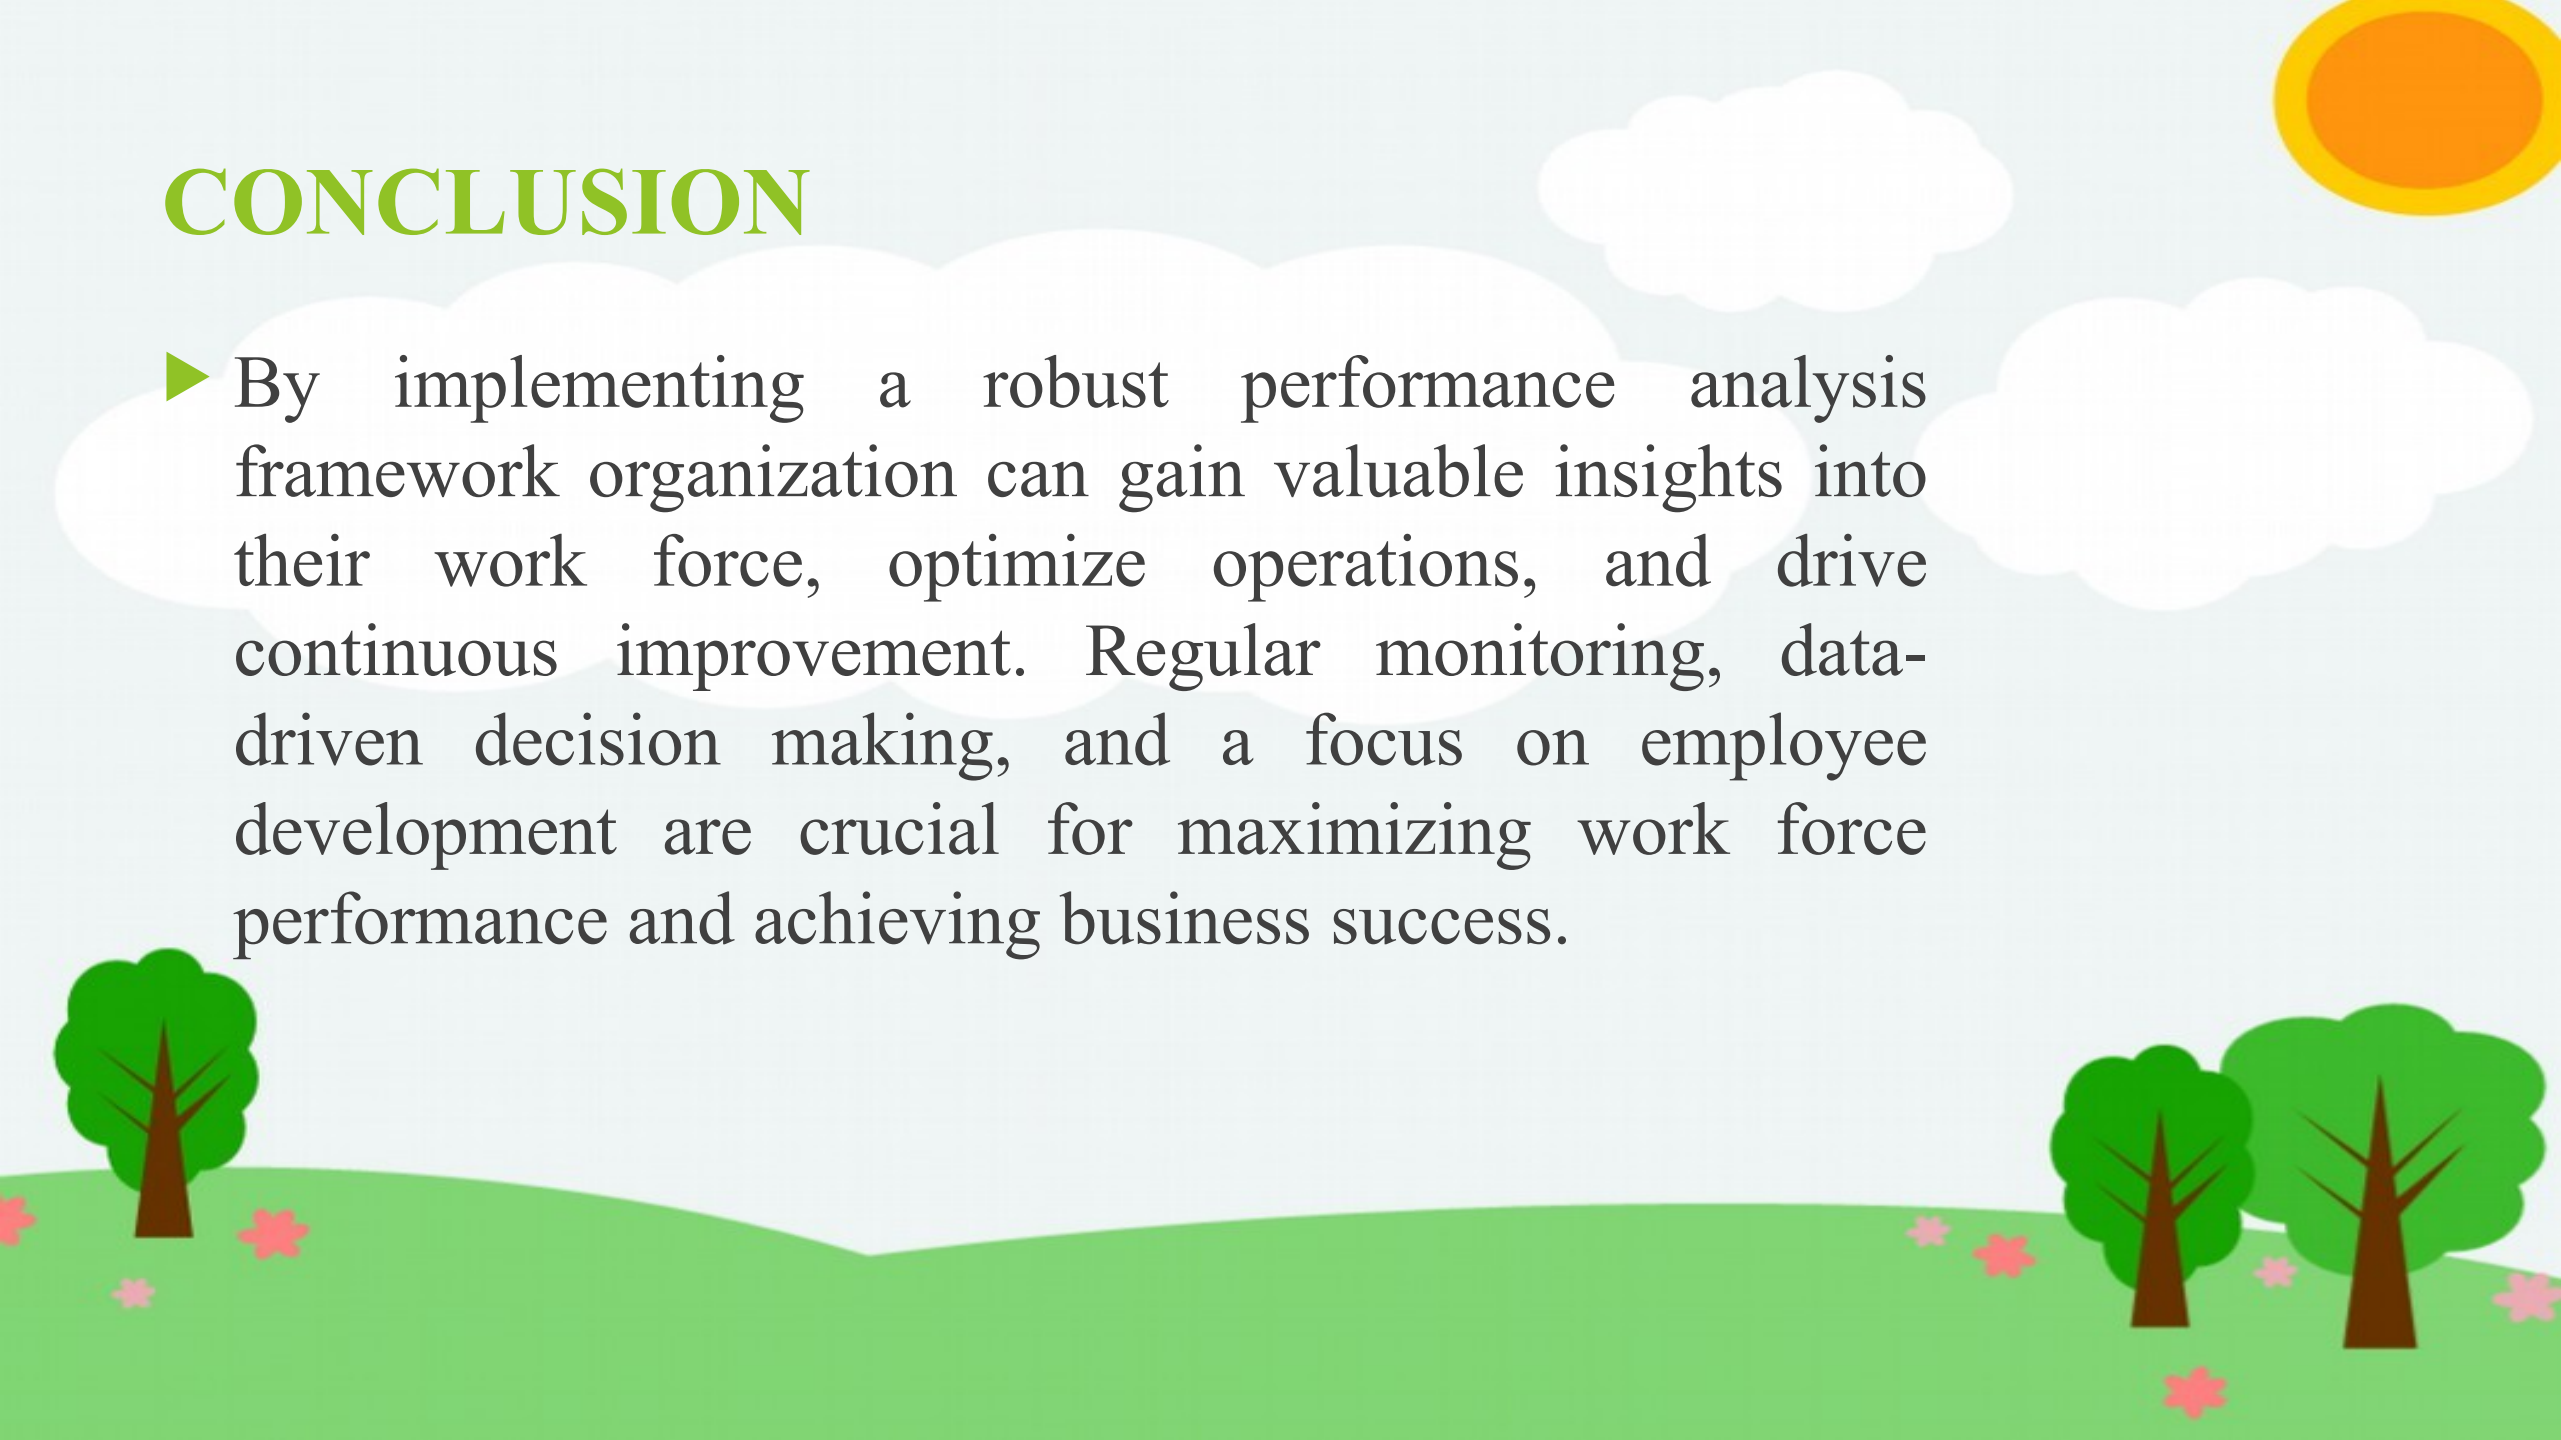 CONCLUSION
By implementing a robust performance analysis
framework organization can gain valuable insights into
their work force, optimize operations, and drive
continuous improvement. Regular monitoring, data-
driven decision making, and a focus on employee
development are crucial for maximizing work force
performance and achieving business success.